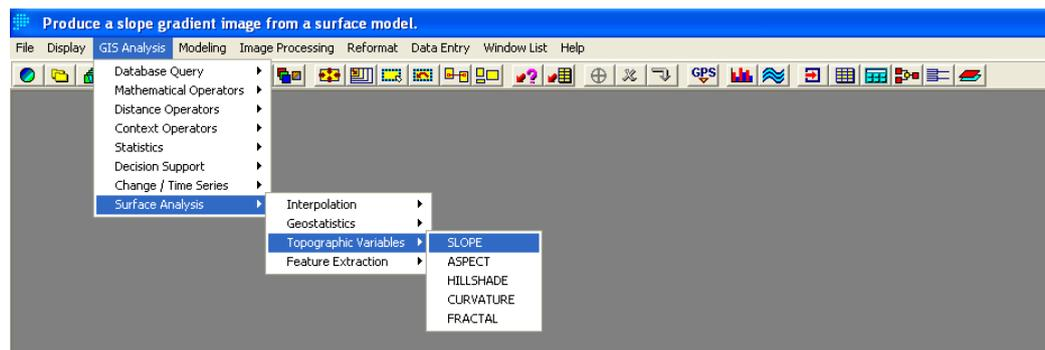 Produce a slope gradient image from a surface model.
File Display GIS Analysis Modeling Image Processing Reformat Data Entry Window List Help
GPS
Database Query
Mathematical Operators
Distance Operators
Context Operators
Statistics
Decision Support
Change / Time Series
Surface Analysis
Interpolation
Geostatistics
Topographic Variables
Feature Extraction
SLOPE
ASPECT
HILLSHADE
CURVATURE
FRACTAL